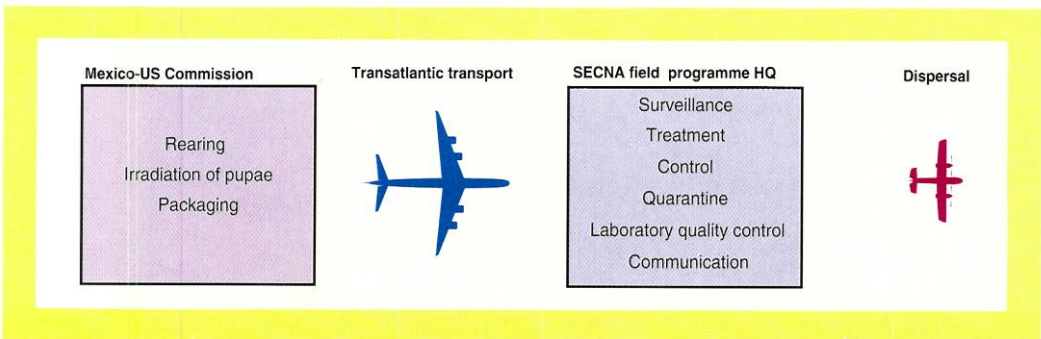 Mexico-US Commission
Rearing
Irradiation of pupae
Packaging
Transatlantic transport
SECNA field programme HQ
Surveillance
Treatment
Control
Quarantine
Laboratory quality control
Communication
Dispersal